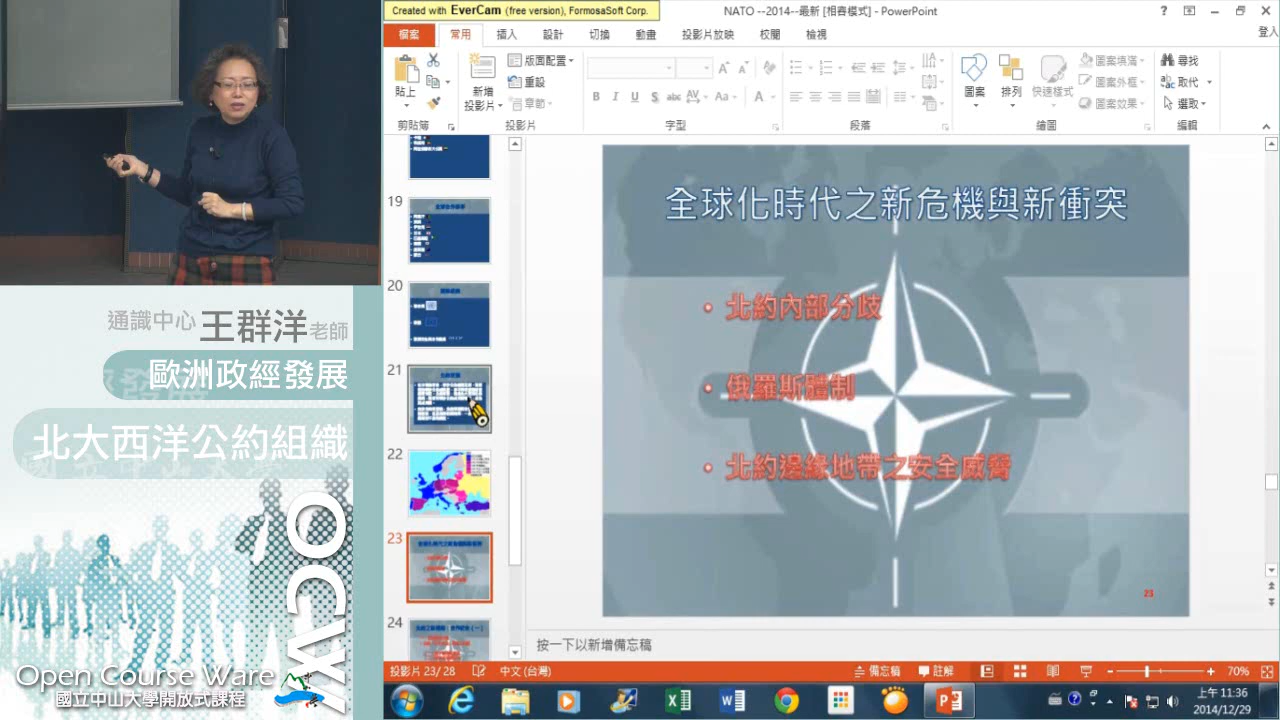 Created with EverCam (free version), FormosaSoft Corp.
NATO --2014--最新 [相容模式] - PowerPoint
檔案 常用 插入 設計 切換 動畫 投影片放映 校閱 檢視 登入
貼上
剪貼簿
新增
投影片
版面配置
重設
章節
投影片
B I U S abc AV Aa A
字型
段落
圖案 排列 快速樣式
圖案填滿
圖案外框
圖案效果
繪圖
尋找
取代
選取
編輯
19
20
21
22
23
24
全球化時代之新危機與新衝突
• 北約內部分歧
• 俄羅斯體制
• 北約邊緣地帶之安全威脅
23
按一下以新增備忘稿
投影片 23/ 28 中文 (台灣) 備忘稿 註解 70%
上午 11:36
2014/12/29
通識中心 王群洋 老師
歐洲政經發展
北大西洋公約組織
OCW
Open Course Ware
國立中山大學開放式課程